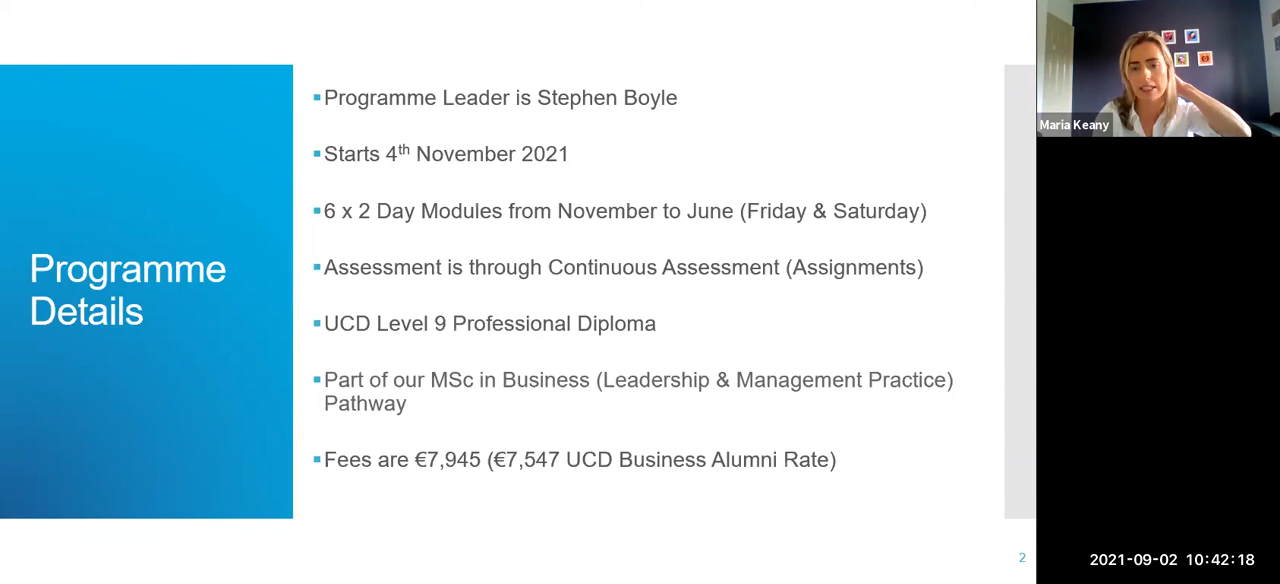 Programme
Details
Programme Leader is Stephen Boyle
Starts 4th November 2021
6 x 2 Day Modules from November to June (Friday & Saturday)
Assessment is through Continuous Assessment (Assignments)
UCD Level 9 Professional Diploma
Part of our MSc in Business (Leadership & Management Practice)
Pathway
Fees are €7,945 (€7,547 UCD Business Alumni Rate)
2
Maria Keany
2021-09-02 10:42:18